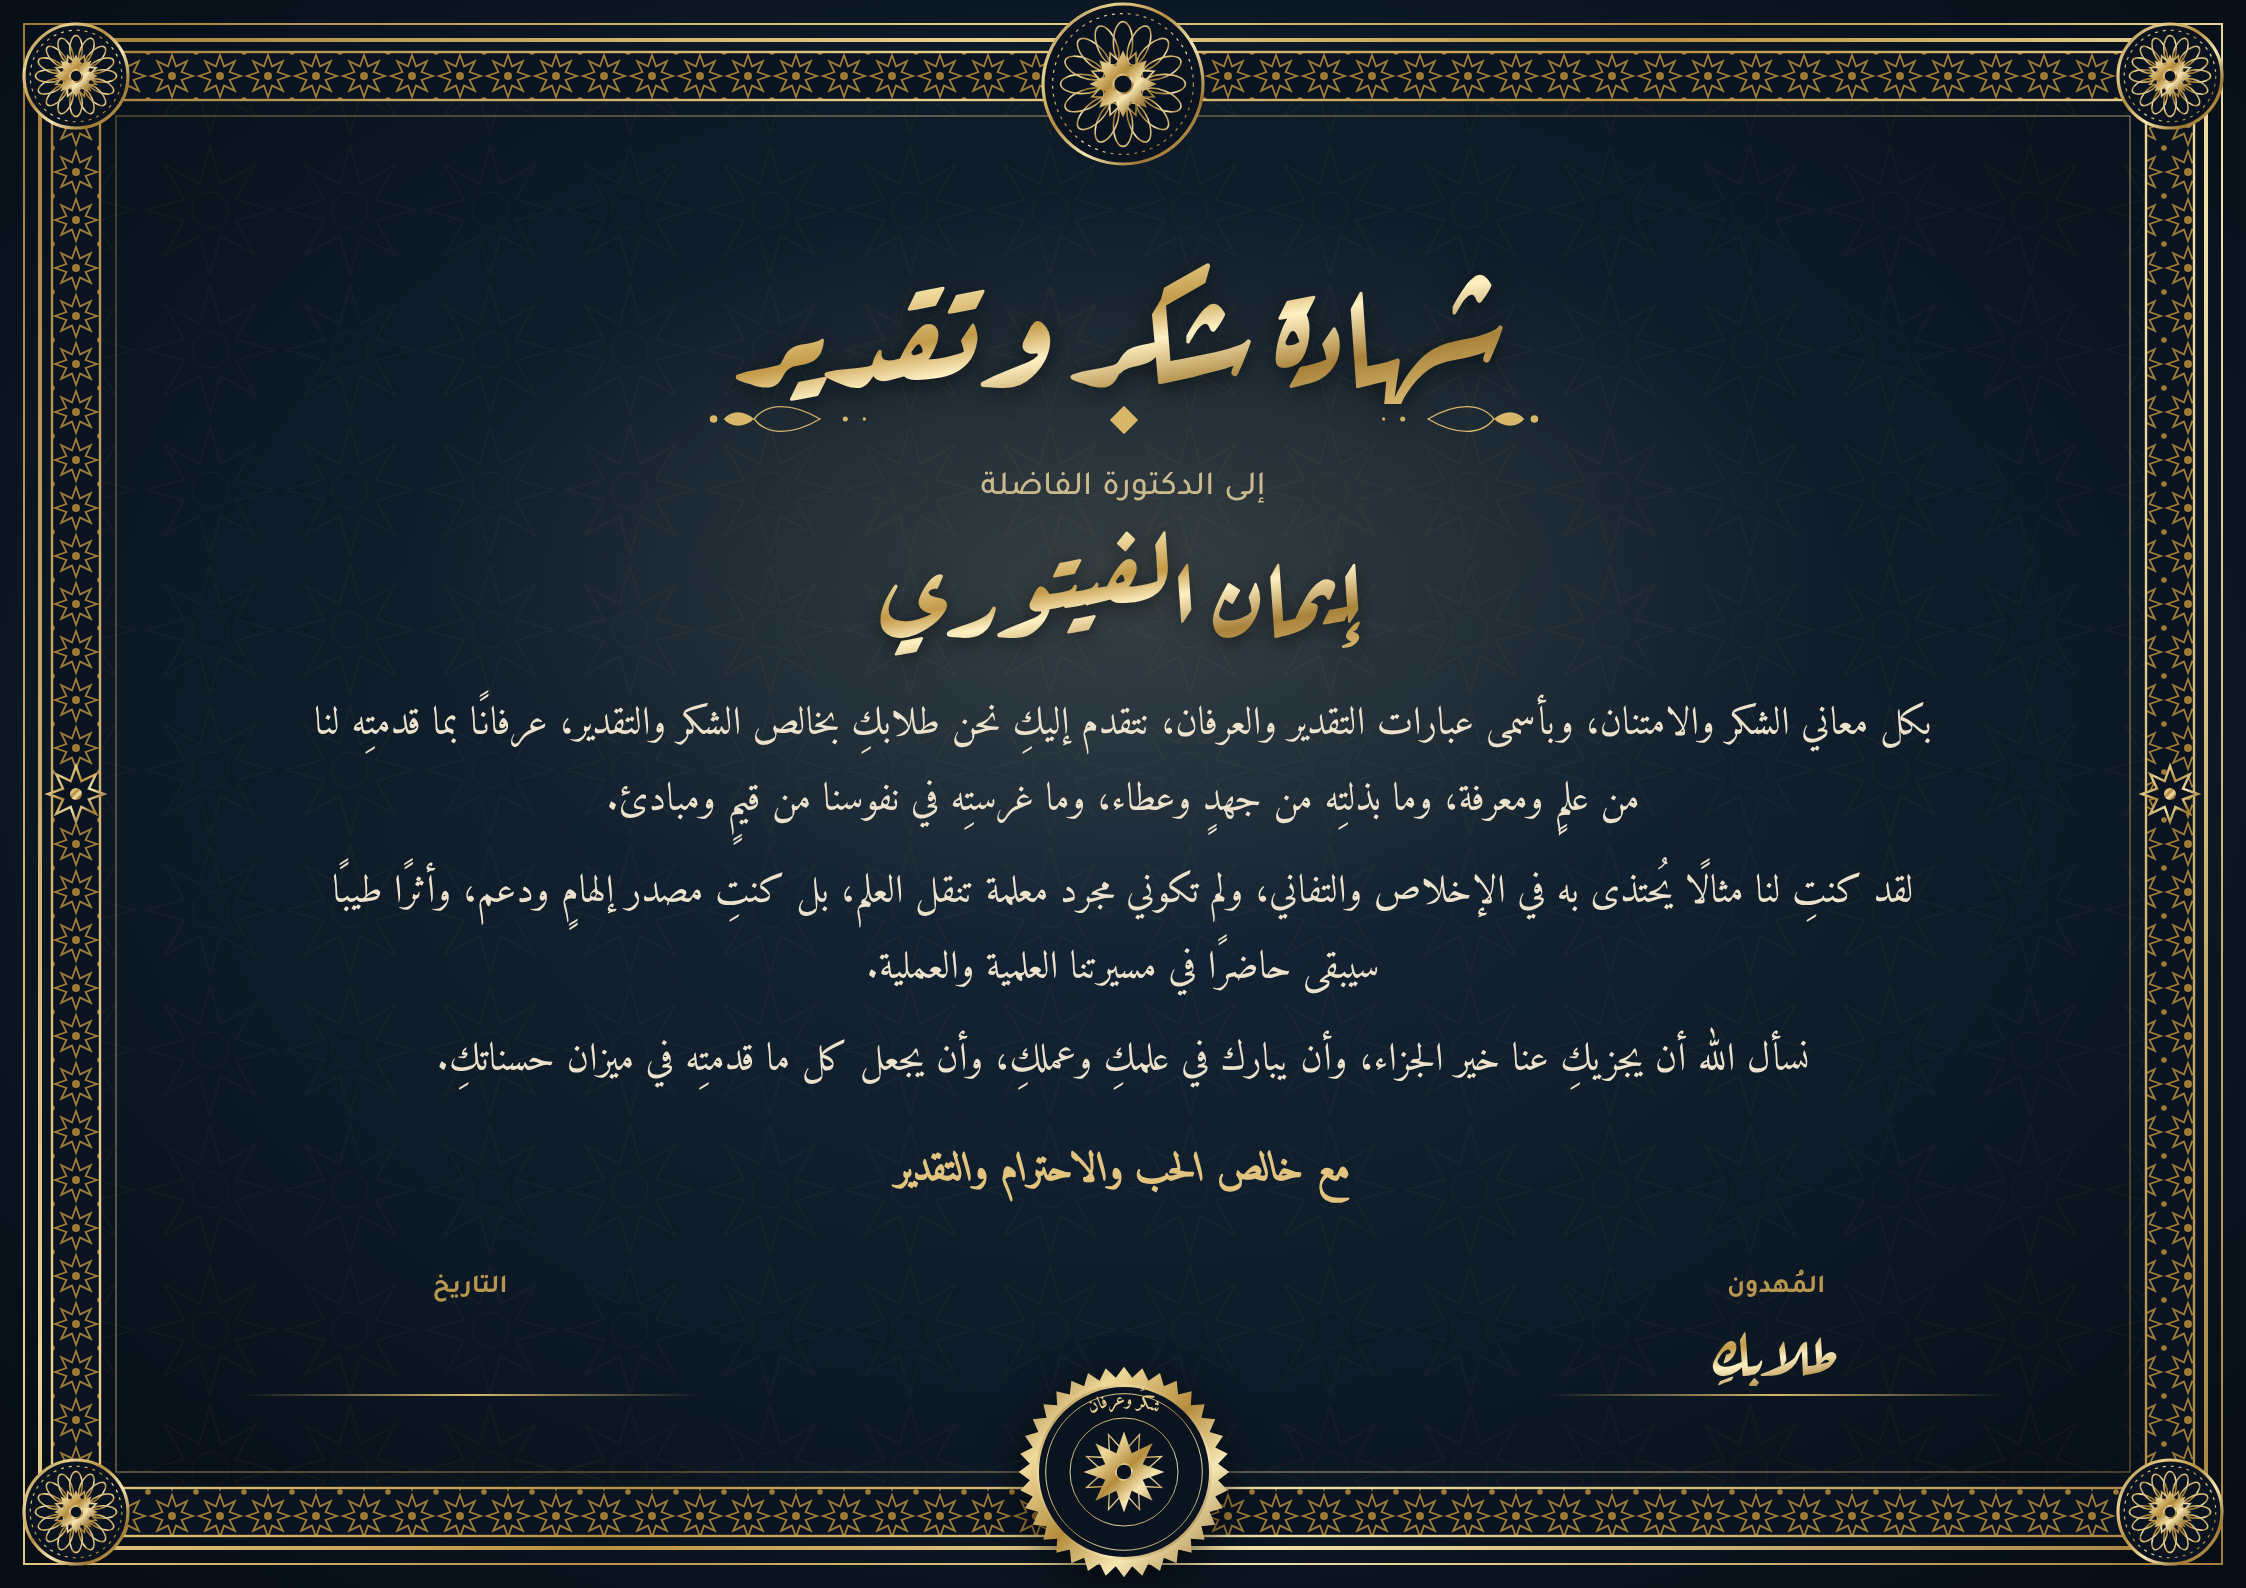 شهادة شكر وتقدير
إلى الدكتورة الفاضلة
إيمان الفيتوري
بكل معاني الشكر والامتنان، وبأسمى عبارات التقدير والعرفان، نتقدم إليكِ نحن طلابكِ بخالص الشكر والتقدير، عرفانًا بما قدمتِه لنا
من علمٍ ومعرفة، وما بذلتِه من جهدٍ وعطاء، وما غرستِه في نفوسنا من قيمٍ ومبادئ.
لقد كنتِ لنا مثالًا يُحتذى به في الإخلاص والتفاني، ولم تكوني مجرد معلمة تنقل العلم، بل كنتِ مصدر إلهامٍ ودعم، وأثرًا طيبًا
سيبقى حاضرًا في مسيرتنا العلمية والعملية.
نسأل الله أن يجزيكِ عنا خير الجزاء، وأن يبارك في علمكِ وعملكِ، وأن يجعل كل ما قدمتِه في ميزان حسناتكِ.
مع خالص الحب والاحترام والتقدير
المُهدون
طلابكِ
التاريخ
شكر وعرفان